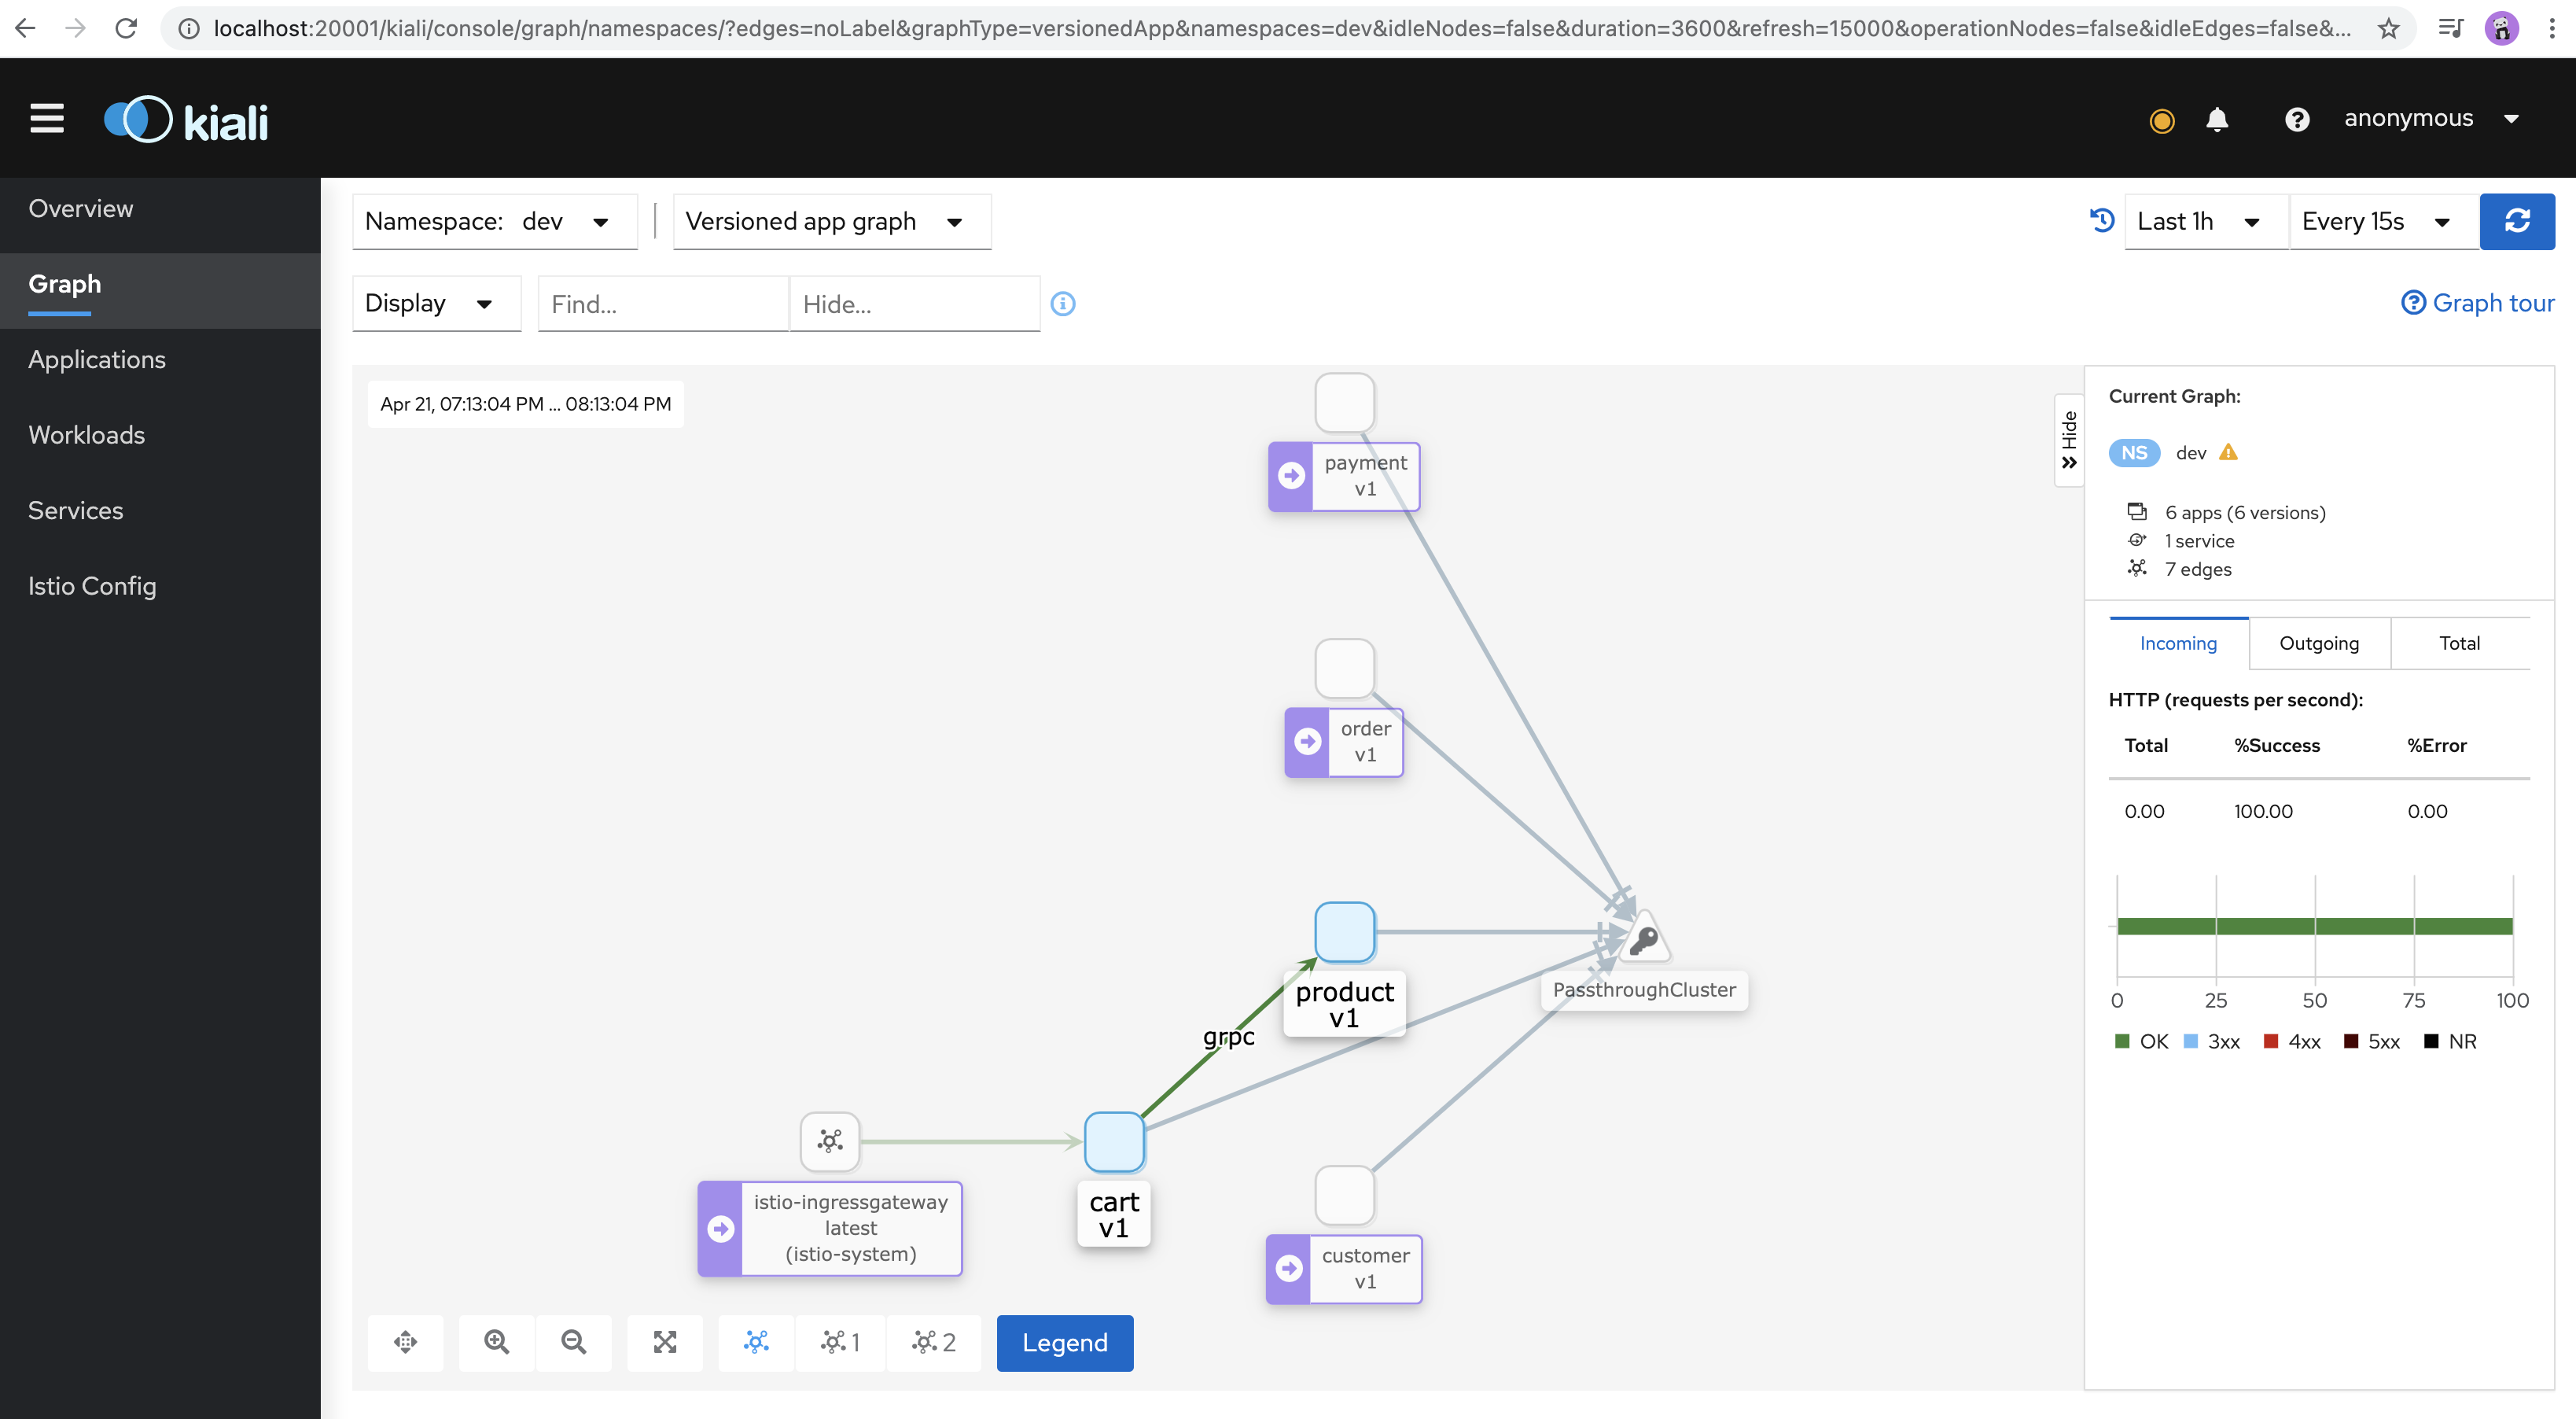 localhost:20001/kiali/console/graph/namespaces/?edges=noLabel&graphType=versionedApp&namespaces=dev&idleNodes=false&duration=3600&refresh=15000&operationNodes=false&idleEdges=false&...
kiali
anonymous
Overview
Graph
Applications
Workloads
Services
Istio Config
Namespace: dev
Versioned app graph
Last 1h
Every 15s
Display
Find...
Hide...
Graph tour
Apr 21, 07:13:04 PM ... 08:13:04 PM
payment
v1
order
v1
product
v1
PassthroughCluster
grpc
istio-ingressgateway
latest
(istio-system)
cart
v1
customer
v1
1
2
Legend
Hide
Current Graph:
NS dev
6 apps (6 versions)
1 service
7 edges
Incoming Outgoing Total
HTTP (requests per second):
Total %Success %Error
0.00 100.00 0.00
0 25 50 75 100
OK 3xx 4xx 5xx NR